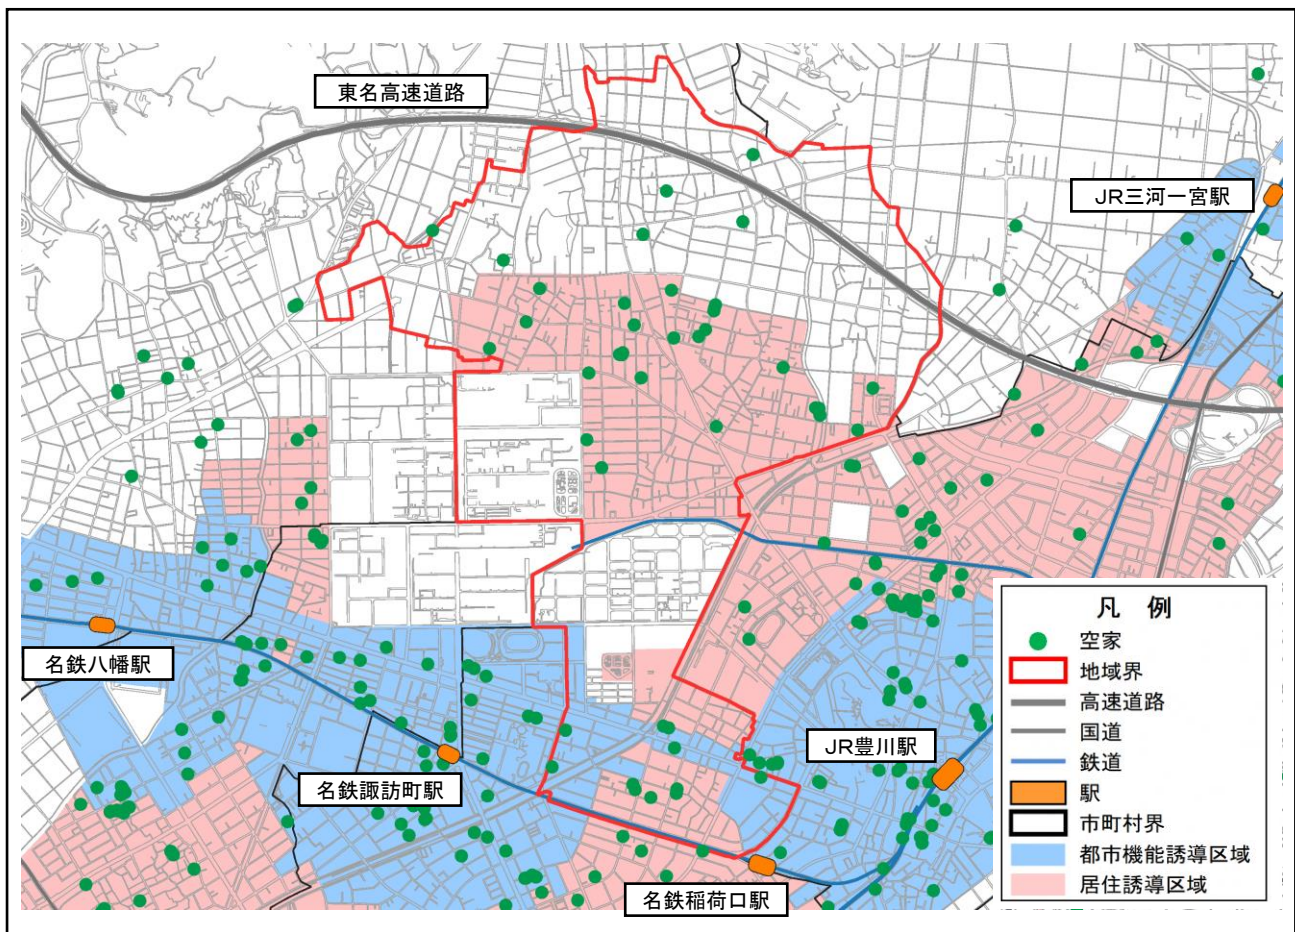 東名高速道路
JR三河一宮駅
名鉄八幡駅
JR豊川駅
名鉄諏訪町駅
名鉄稲荷口駅
凡 例
空家
地域界
高速道路
国道
鉄道
駅
市町村界
都市機能誘導区域
居住誘導区域